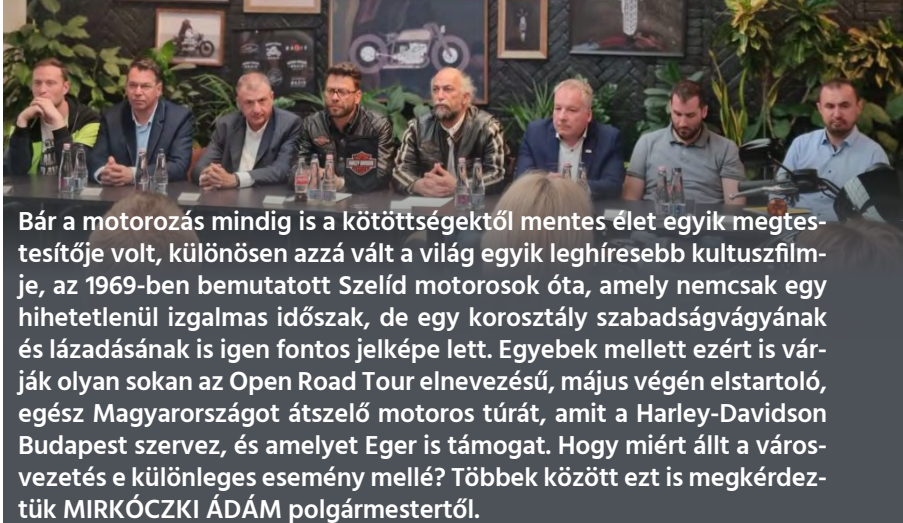 HARLEY-DAVIDSON
Bár a motorozás mindig is a kötöttségektől mentes élet egyik megtes-
tesítője volt, különösen azzá vált a világ egyik leghíresebb kultuszfilm-
je, az 1969-ben bemutatott Szelíd motorosok óta, amely nemcsak egy
hihetetlenül izgalmas időszak, de egy korosztály szabadságvágyának
és lázadásának is igen fontos jelképe lett. Egyebek mellett ezért is vár-
ják olyan sokan az Open Road Tour elnevezésű, május végén elstartoló,
egész Magyarországot átszelő motoros túrát, amit a Harley-Davidson
Budapest szervez, és amelyet Eger is támogat. Hogy miért állt a város-
vezetés e különleges esemény mellé? Többek között ezt is megkérdez-
tük MIRKÓCZKI ÁDÁM polgármestertől.